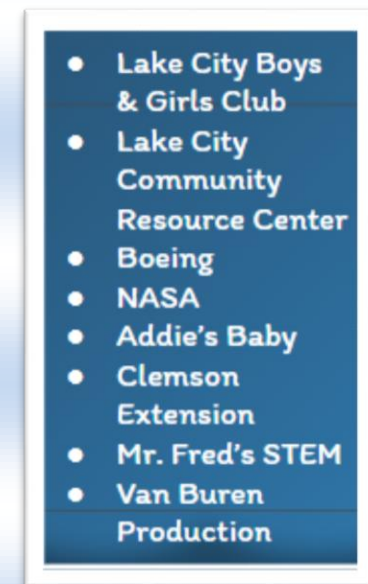 • Lake City Boys
& Girls Club
• Lake City
Community
Resource Center
• Boeing
• NASA
• Addie's Baby
• Clemson
Extension
• Mr. Fred's STEM
• Van Buren
Production